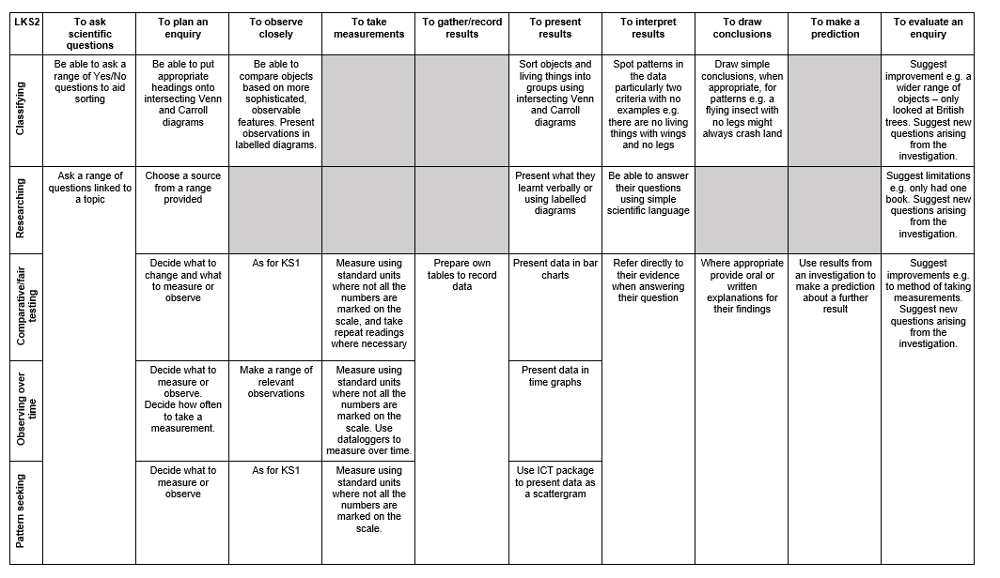 LKS2
To ask
scientific
questions
To plan an
enquiry
To observe
closely
To take
measurements
To gather/record
results
To present
results
To interpret
results
To draw
conclusions
To make a
prediction
To evaluate an
enquiry
Classifying
Be able to ask a
range of Yes/No
questions to aid
sorting
Be able to put
appropriate
headings onto
intersecting Venn
and Carroll
diagrams
Be able to
compare objects
based on more
sophisticated,
observable
features. Present
observations in
labelled diagrams.
Sort objects and
living things into
groups using
intersecting Venn
and Carroll
diagrams
Spot patterns in
the data
particularly two
criteria with no
examples e.g.
there are no living
things with wings
and no legs
Draw simple
conclusions, when
appropriate, for
patterns e.g. a
flying insect with
no legs might
always crash land
Suggest
improvement e.g. a
wider range of
objects – only
looked at British
trees. Suggest new
questions arising
from the
investigation.
Researching
Ask a range of
questions linked to
a topic
Choose a source
from a range
provided
Present what they
learnt verbally or
using labelled
diagrams
Be able to answer
their questions
using simple
scientific language
Suggest limitations
e.g. only had one
book. Suggest new
questions arising
from the
investigation.
Comparative/fair
testing
Decide what to
change and what
to measure or
observe
As for KS1
Measure using
standard units
where not all the
numbers are
marked on the
scale, and take
repeat readings
where necessary
Prepare own
tables to record
data
Present data in bar
charts
Refer directly to
their evidence
when answering
their question
Where appropriate
provide oral or
written
explanations for
their findings
Use results from
an investigation to
make a prediction
about a further
result
Suggest
improvements e.g.
to method of taking
measurements.
Suggest new
questions arising
from the
investigation.
Observing over
time
Decide what to
measure or
observe.
Decide how often
to take a
measurement.
Make a range of
relevant
observations
Measure using
standard units
where not all the
numbers are
marked on the
scale. Use
dataloggers to
measure over time.
Present data in
time graphs
Pattern seeking
Decide what to
measure or
observe
As for KS1
Measure using
standard units
where not all the
numbers are
marked on the
scale.
Use ICT package
to present data as
a scattergram